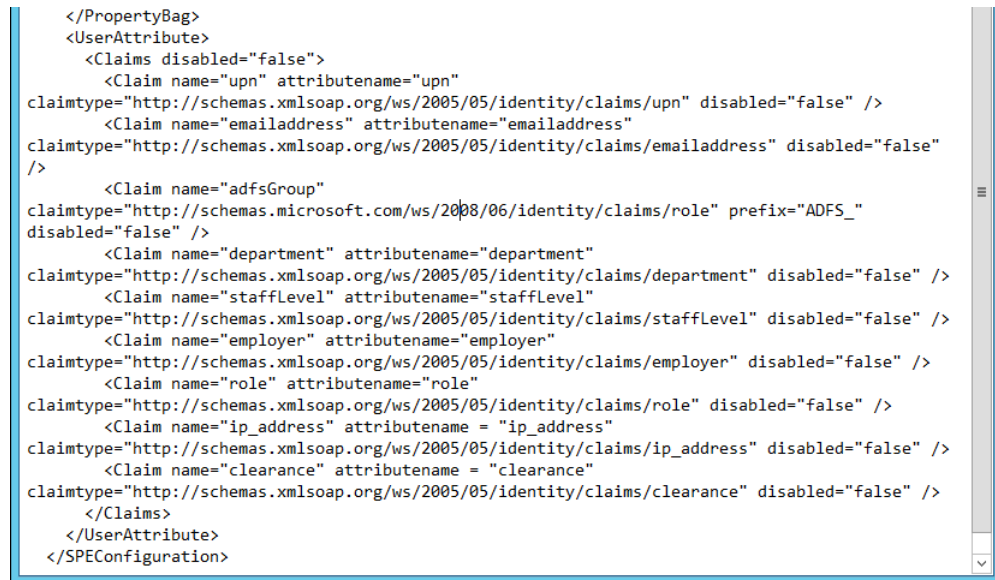 </PropertyBag>
<UserAttribute>
<Claims disabled="false">
<Claim name="upn" attributename="upn"
claimtype="http://schemas.xmlsoap.org/ws/2005/05/identity/claims/upn" disabled="false" />
<Claim name="emailaddress" attributename="emailaddress"
claimtype="http://schemas.xmlsoap.org/ws/2005/05/identity/claims/emailaddress" disabled="false"
/>
<Claim name="adfsGroup"
claimtype="http://schemas.microsoft.com/ws/2008/06/identity/claims/role" prefix="ADFS_"
disabled="false" />
<Claim name="department" attributename="department"
claimtype="http://schemas.xmlsoap.org/ws/2005/05/identity/claims/department" disabled="false" />
<Claim name="staffLevel" attributename="staffLevel"
claimtype="http://schemas.xmlsoap.org/ws/2005/05/identity/claims/staffLevel" disabled="false" />
<Claim name="employer" attributename="employer"
claimtype="http://schemas.xmlsoap.org/ws/2005/05/identity/claims/employer" disabled="false" />
<Claim name="role" attributename="role"
claimtype="http://schemas.xmlsoap.org/ws/2005/05/identity/claims/role" disabled="false" />
<Claim name="ip_address" attributename = "ip_address"
claimtype="http://schemas.xmlsoap.org/ws/2005/05/identity/claims/ip_address" disabled="false" />
<Claim name="clearance" attributename = "clearance"
claimtype="http://schemas.xmlsoap.org/ws/2005/05/identity/claims/clearance" disabled="false" />
</Claims>
</UserAttribute>
</SPEConfiguration>